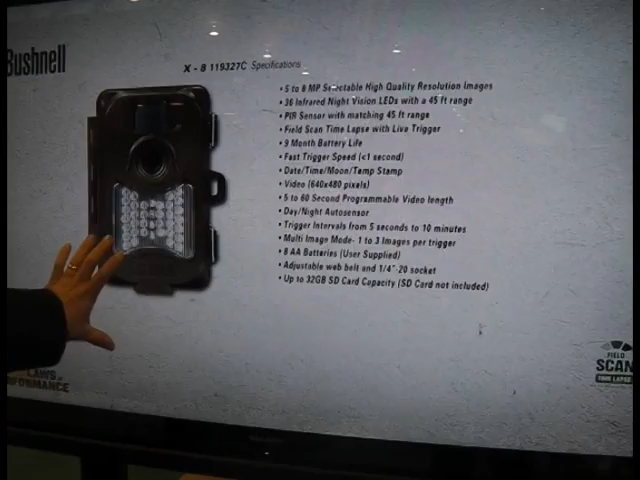 Bushnell
X - 8 119327C Specifications
• 5 to 8 MP Selectable High Quality Resolution Images
• 36 Infrared Night Vision LEDs with a 45 ft range
• PIR Sensor with matching 45 ft range
• Field Scan Time Lapse with Live Trigger
• 9 Month Battery Life
• Fast Trigger Speed (<1 second)
• Date/Time/Moon/Temp Stamp
• Video (640x480 pixels)
• 5 to 60 Second Programmable Video length
• Day/Night Autosensor
• Trigger Intervals from 5 seconds to 10 minutes
• Multi Image Mode- 1 to 3 Images per trigger
• 8 AA Batteries (User Supplied)
• Adjustable web belt and 1/4"-20 socket
• Up to 32GB SD Card Capacity (SD Card not included)
FIELD
SCAN
TIME LAPSE
LAWS OF